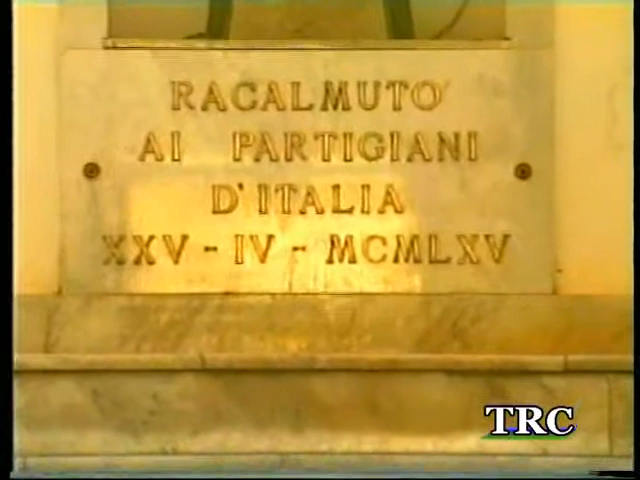 RACALMUTO
AI PARTIGIANI
D'ITALIA
XXV - IV - MCMLXV
TRC